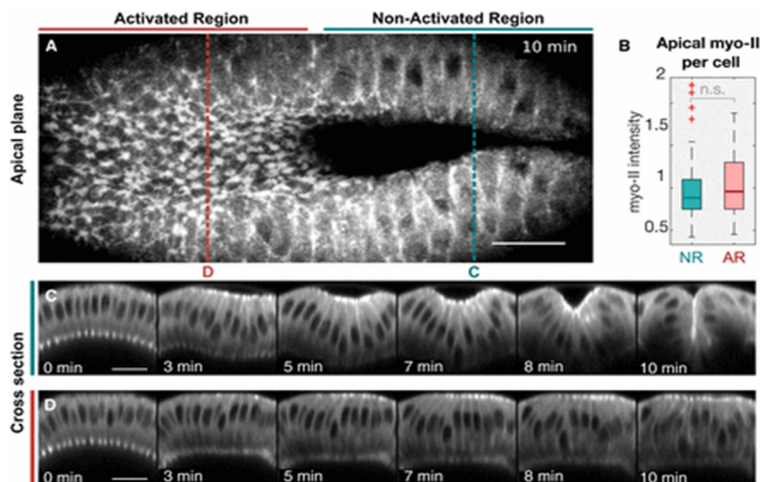 Activated Region
Non-Activated Region
A
10 min
Apical plane
D
C
B
Apical myo-II
per cell
myo-II intensity
2
1.5
1
0.5
n.s.
NR
AR
Cross section
C
0 min
3 min
5 min
7 min
8 min
10 min
D
0 min
3 min
5 min
7 min
8 min
10 min